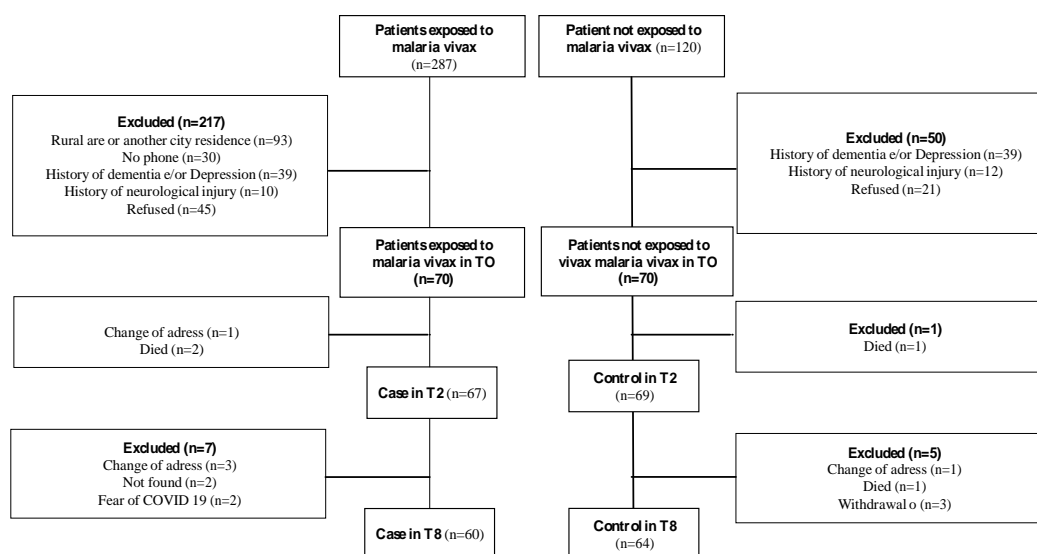 Patients exposed to
malaria vivax
(n=287)
Patient not exposed to
malaria vivax (n=120)
Excluded (n=217)
Rural are or another city residence (n=93)
No phone (n=30)
History of dementia e/or Depression (n=39)
History of neurological injury (n=10)
Refused (n=45)
Excluded (n=50)
History of dementia e/or Depression (n=39)
History of neurological injury (n=12)
Refused (n=21)
Patients exposed to
malaria vivax in TO
(n=70)
Patients not exposed to
vivax malaria vivax in TO
(n=70)
Change of adress (n=1)
Died (n=2)
Excluded (n=1)
Died (n=1)
Case in T2 (n=67)
Control in T2
(n=69)
Excluded (n=7)
Change of adress (n=3)
Not found (n=2)
Fear of COVID 19 (n=2)
Excluded (n=5)
Change of adress (n=1)
Died (n=1)
Withdrawal o (n=3)
Case in T8 (n=60)
Control in T8
(n=64)